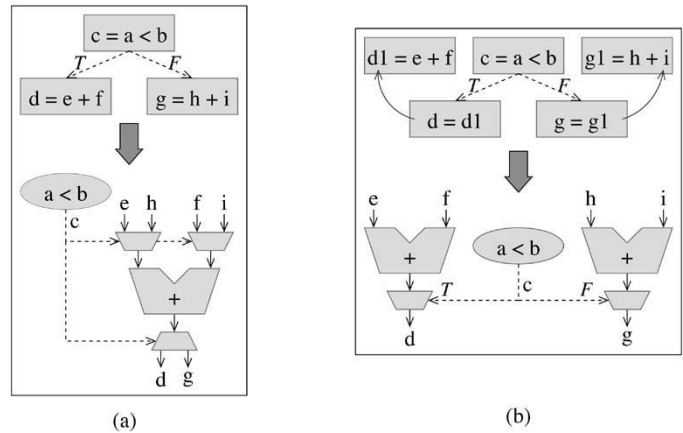 c = a < b
T
F
d = e + f
g = h + i
a < b
c
e
h
f
i
+
d
g
(a)
d1 = e + f
c = a < b
g1 = h + i
T
F
d = d1
g = g1
e
f
h
i
+
a < b
+
T
c
F
d
g
(b)